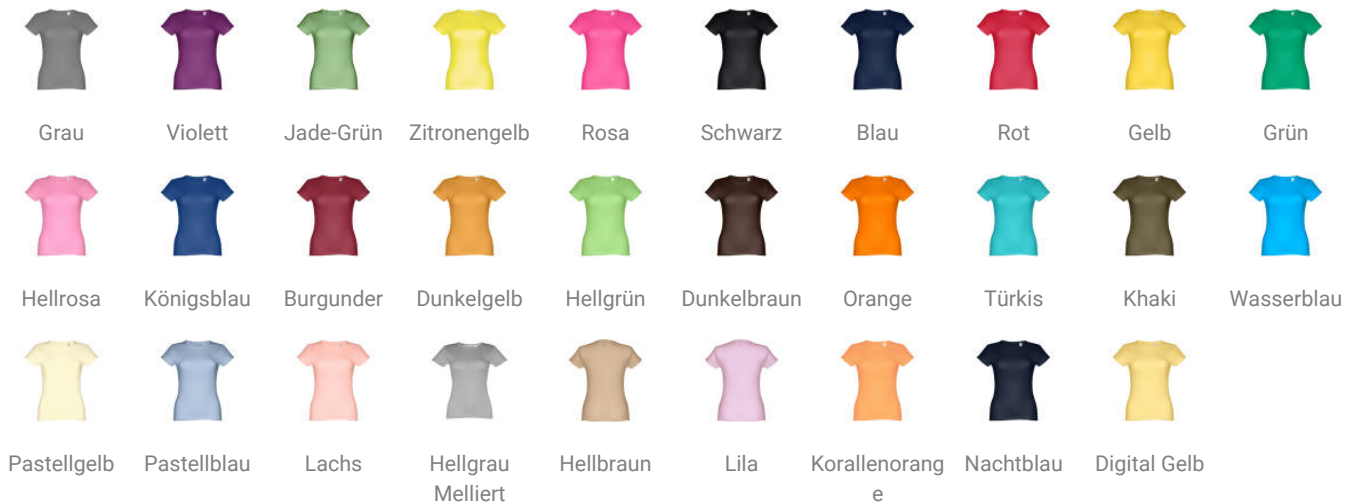 Grau Violett Jade-Grün Zitronengelb Rosa Schwarz Blau Rot Gelb Grün
Hellrosa Königsblau Burgunder Dunkelgelb Hellgrün Dunkelbraun Orange Türkis Khaki Wasserblau
Pastellgelb Pastellblau Lachs Hellgrau Hellbraun Lila Korallenorang Nachtblau Digital Gelb
Melliert e